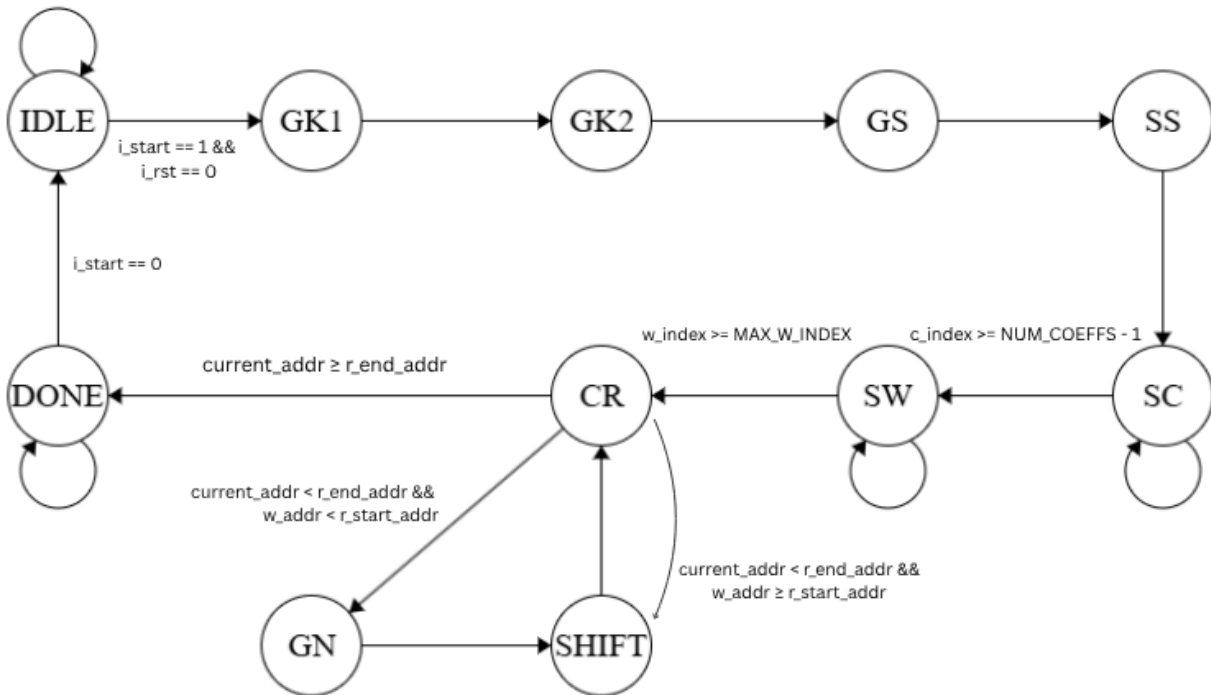 IDLE
GK1
GK2
GS
SS
i_start == 1 &&
i_rst == 0
i_start == 0
w_index >= MAX_W_INDEX
c_index >= NUM_COEFFS - 1
current_addr ≥ r_end_addr
DONE
CR
SW
SC
current_addr < r_end_addr &&
w_addr < r_start_addr
current_addr < r_end_addr &&
w_addr ≥ r_start_addr
GN
SHIFT